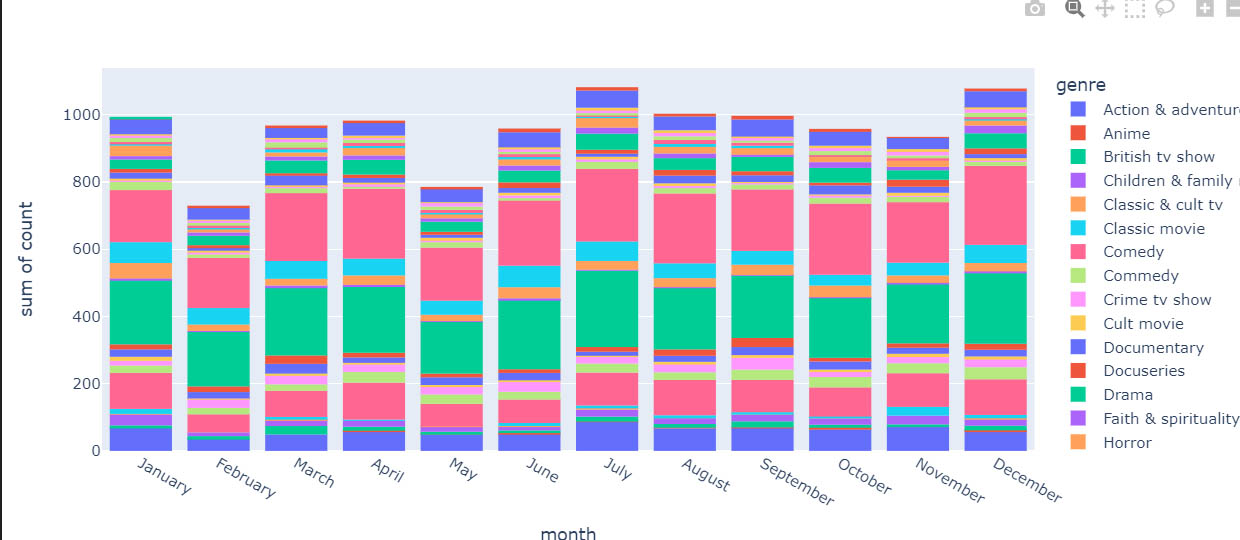 genre
Action & adventure
Anime
British tv show
Children & family
Classic & cult tv
Classic movie
Comedy
Commedy
Crime tv show
Cult movie
Documentary
Docuseries
Drama
Faith & spirituality
Horror
sum of count
1000
800
600
400
200
0
January
February
March
April
May
June
July
August
September
October
November
December
month